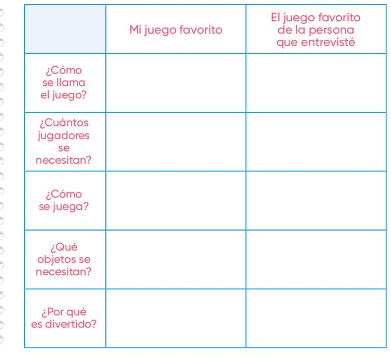 Mi juego favorito
El juego favorito
de la persona
que entrevisté
¿Cómo
se llama
el juego?
¿Cuántos
jugadores
se
necesitan?
¿Cómo
se juega?
¿Qué
objetos se
necesitan?
¿Por qué
es divertido?